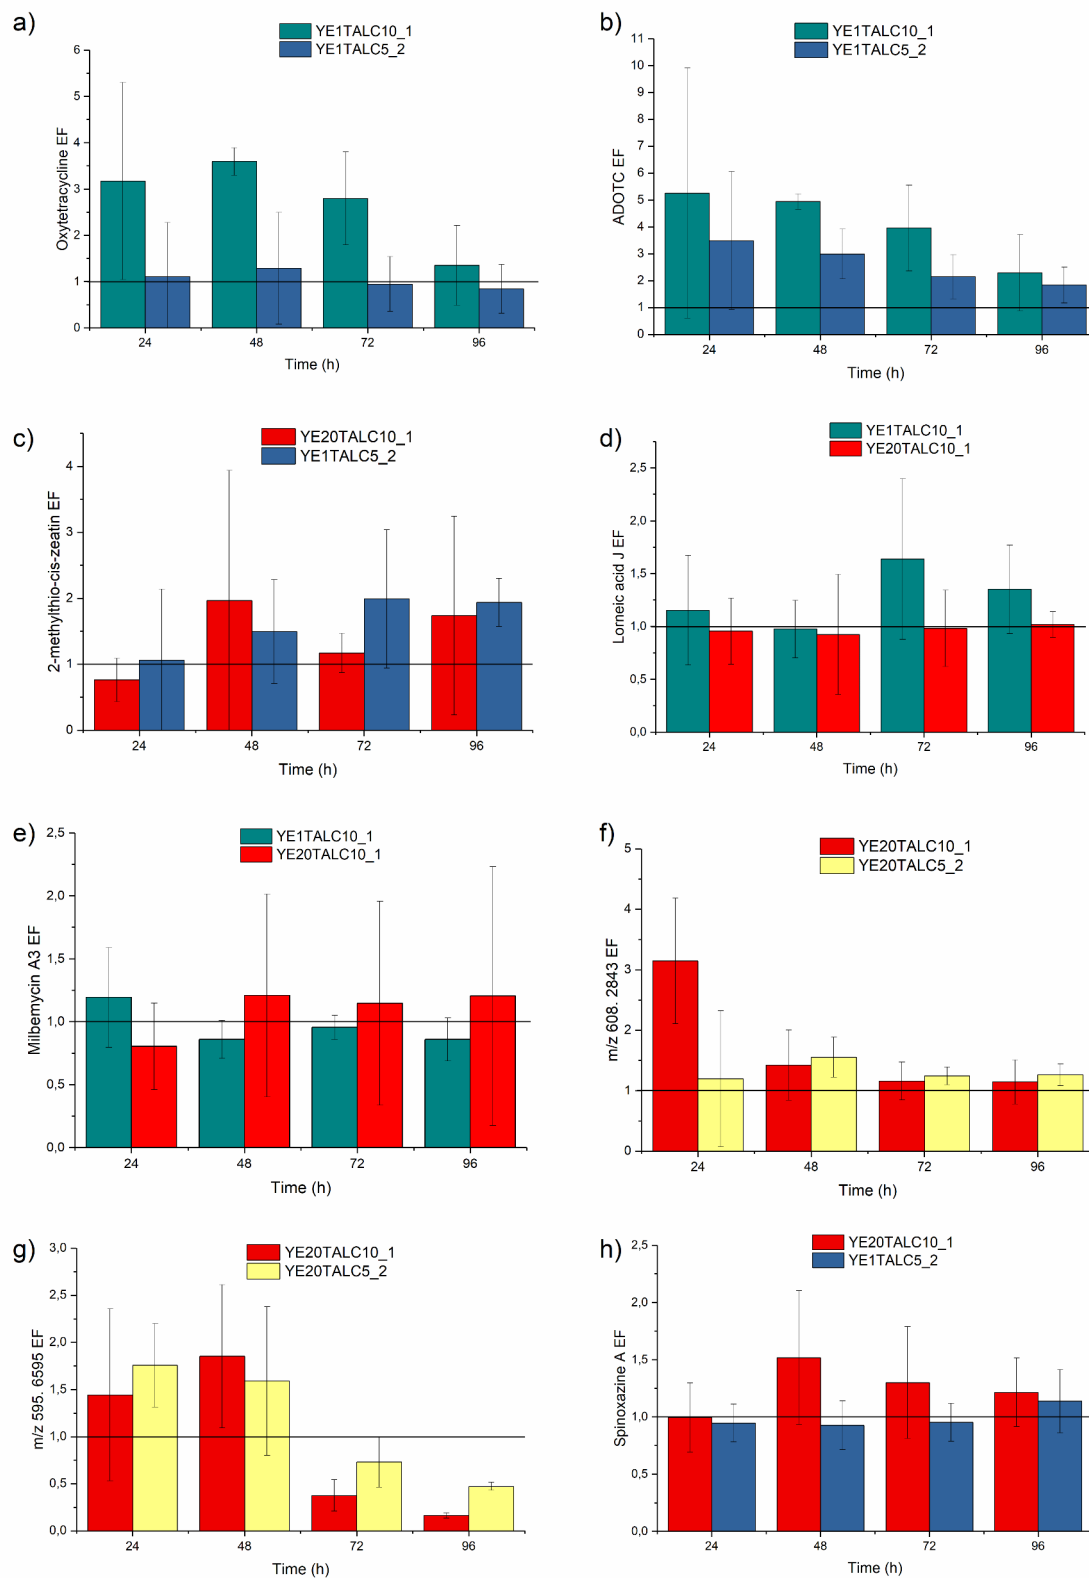 a)
YE1TALC10_1
YE1TALC5_2
Oxytetracycline EF
6
5
4
3
2
1
0
24 48 72 96
Time (h)
b)
YE1TALC10_1
YE1TALC5_2
ADOTC EF
11
10
9
8
7
6
5
4
3
2
1
0
24 48 72 96
Time (h)
c)
YE20TALC10_1
YE1TALC5_2
2-methylthio-cis-zeatin EF
4
3
2
1
0
24 48 72 96
Time (h)
d)
YE1TALC10_1
YE20TALC10_1
Lorneic acid J EF
2,5
2,0
1,5
1,0
0,5
0,0
24 48 72 96
Time (h)
e)
YE1TALC10_1
YE20TALC10_1
Milbemycin A3 EF
2,5
2,0
1,5
1,0
0,5
0,0
24 48 72 96
Time (h)
f)
YE20TALC10_1
YE20TALC5_2
m/z 608. 2843 EF
5
4
3
2
1
0
24 48 72 96
Time (h)
g)
YE20TALC10_1
YE20TALC5_2
m/z 595. 6595 EF
3,0
2,5
2,0
1,5
1,0
0,5
0,0
24 48 72 96
Time (h)
h)
YE20TALC10_1
YE1TALC5_2
Spinoxazine A EF
2,5
2,0
1,5
1,0
0,5
0,0
24 48 72 96
Time (h)